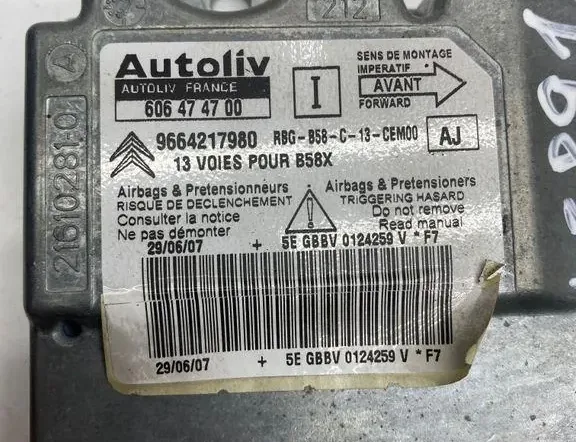 212
Autoliv
AUTOLIV FRANCE
606 47 47 00
I
SENS DE MONTAGE
IMPERATIF
AVANT
FORWARD
9664217980 RBG-B58-C-13-CEM00 AJ
13 VOIES POUR B58X
Airbags & Pretensionneurs
RISQUE DE DECLENCHEMENT
Consulter la notice
Ne pas démonter
Airbags & Pretensionners
TRIGGERING HASARD
Do not remove
Read manual
29/06/07 + 5E GBBV 0124259 V * F7
29/06/07 + 5E GBBV 0124259 V * F7
A
21610281-01